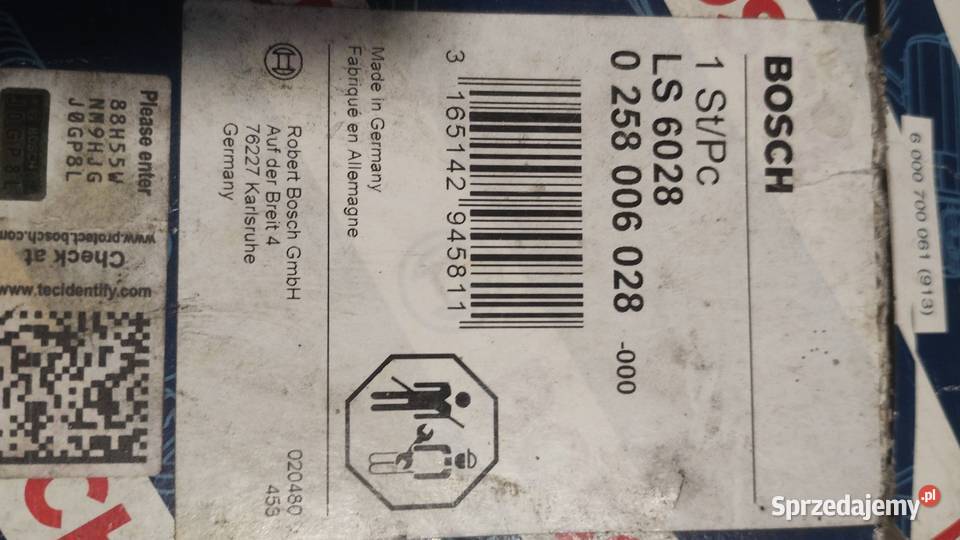 BOSCH
1 St/Pc
LS 6028
0 258 006 028 -000
3 165142 945811
Made in Germany
Fabriqué en Allemagne
Robert Bosch GmbH
Auf der Breit 4
76227 Karlsruhe
Germany
020480
453
6 000 700 061 (913)
Please enter
88H55W
NM9HJG
J0GP8L
www.protect.bosch.com
Check at
www.tecidentify.com
Sprzedajemy.pl